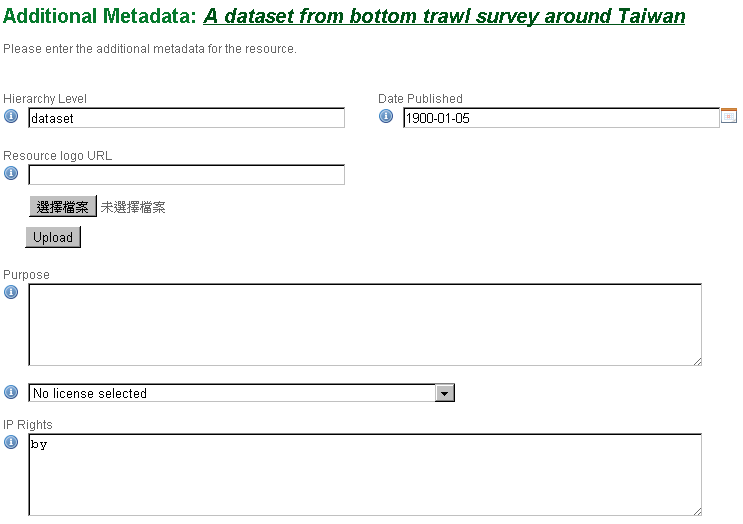 Additional Metadata: A dataset from bottom trawl survey around Taiwan
Please enter the additional metadata for the resource.
Hierarchy Level
Date Published
dataset
1900-01-05
Resource logo URL
選擇檔案 未選擇檔案
Upload
Purpose
No license selected
IP Rights
by